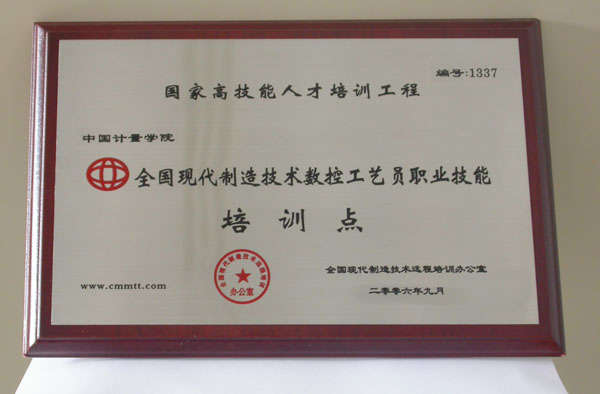 编号:1337
国家高技能人才培训工程
中国计量学院
全国现代制造技术数控工艺员职业技能
培训点
全国现代制造技术远程培训办公室
二零零六年九月
www.cmmtt.com
办公室